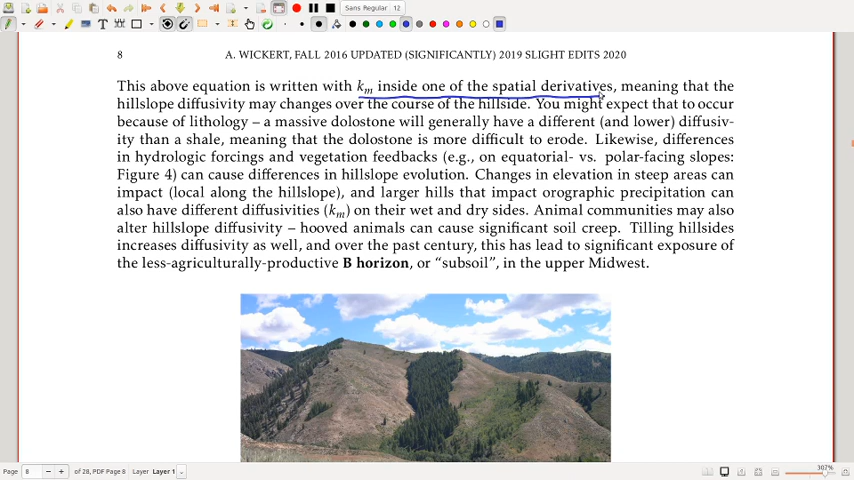 Sans Regular 12
8
A. WICKERT, FALL 2016 UPDATED (SIGNIFICANTLY) 2019 SLIGHT EDITS 2020
This above equation is written with kₘ inside one of the spatial derivatives, meaning that the
hillslope diffusivity may changes over the course of the hillside. You might expect that to occur
because of lithology – a massive dolostone will generally have a different (and lower) diffusiv-
ity than a shale, meaning that the dolostone is more difficult to erode. Likewise, differences
in hydrologic forcings and vegetation feedbacks (e.g., on equatorial- vs. polar-facing slopes:
Figure 4) can cause differences in hillslope evolution. Changes in elevation in steep areas can
impact (local along the hillslope), and larger hills that impact orographic precipitation can
also have different diffusivities (kₘ) on their wet and dry sides. Animal communities may also
alter hillslope diffusivity – hooved animals can cause significant soil creep. Tilling hillsides
increases diffusivity as well, and over the past century, this has lead to significant exposure of
the less-agriculturally-productive B horizon, or “subsoil”, in the upper Midwest.
Page 8 of 28, PDF Page 8 Layer Layer 1 307%